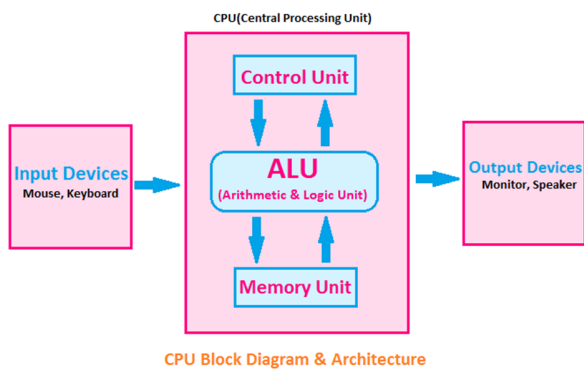 CPU(Central Processing Unit)
Control Unit
Input Devices
Mouse, Keyboard
ALU
(Arithmetic & Logic Unit)
Output Devices
Monitor, Speaker
Memory Unit
CPU Block Diagram & Architecture